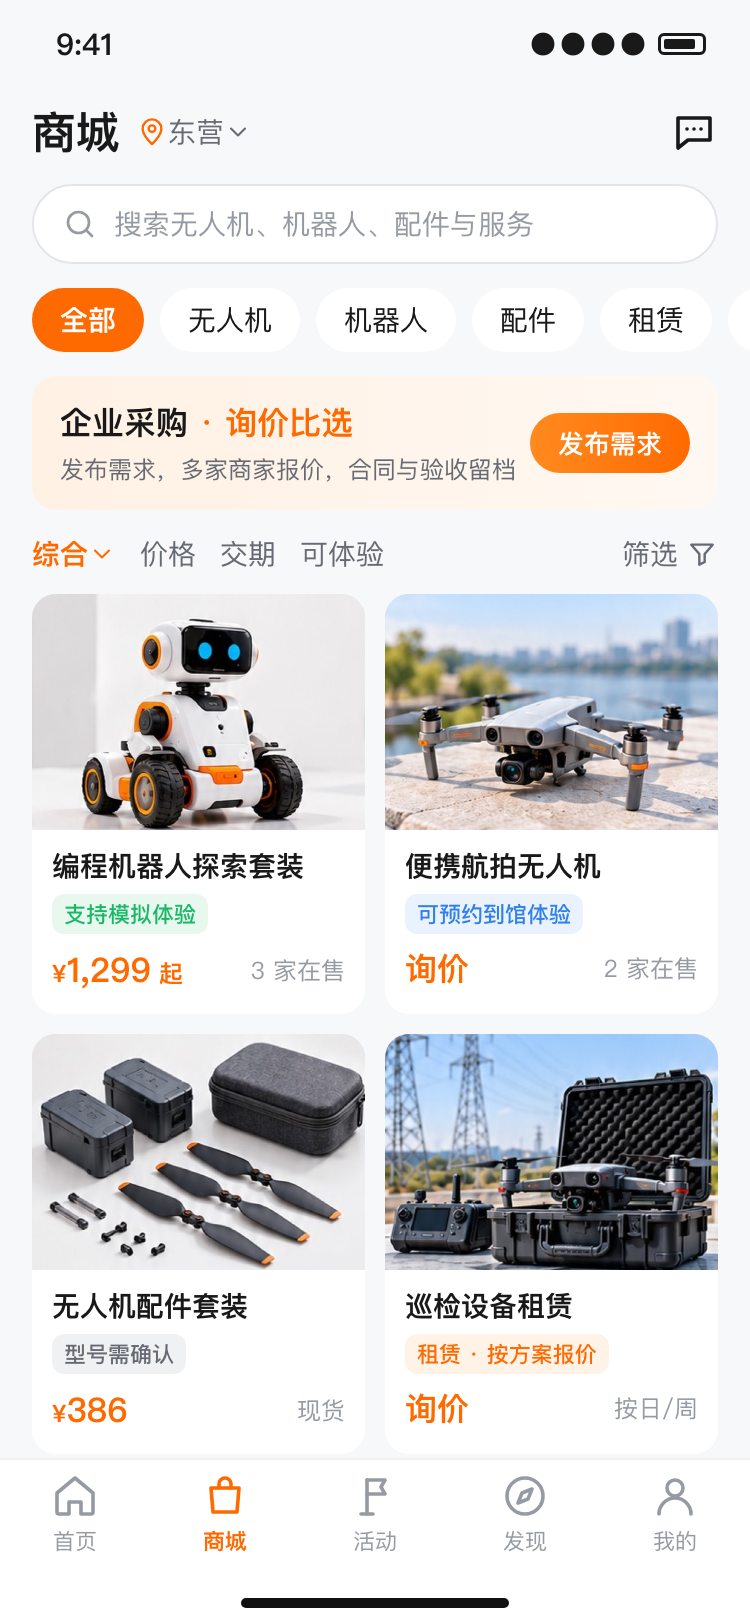 9:41
商城
东营
搜索无人机、机器人、配件与服务
全部 无人机 机器人 配件 租赁
企业采购 · 询价比选
发布需求，多家商家报价，合同与验收留档
发布需求
综合 价格 交期 可体验 筛选
编程机器人探索套装
支持模拟体验
¥1,299 起 3 家在售
便携航拍无人机
可预约到馆体验
询价 2 家在售
无人机配件套装
型号需确认
¥386 现货
巡检设备租赁
租赁 · 按方案报价
询价 按日/周
首页 商城 活动 发现 我的